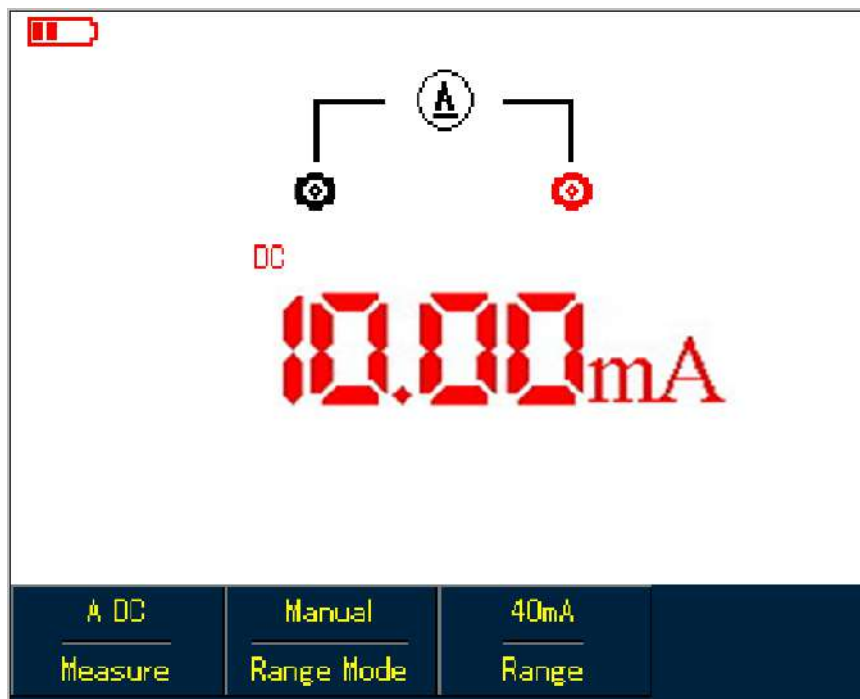 A
DC
10.00mA
A DC Manual 40mA
Measure Range Mode Range